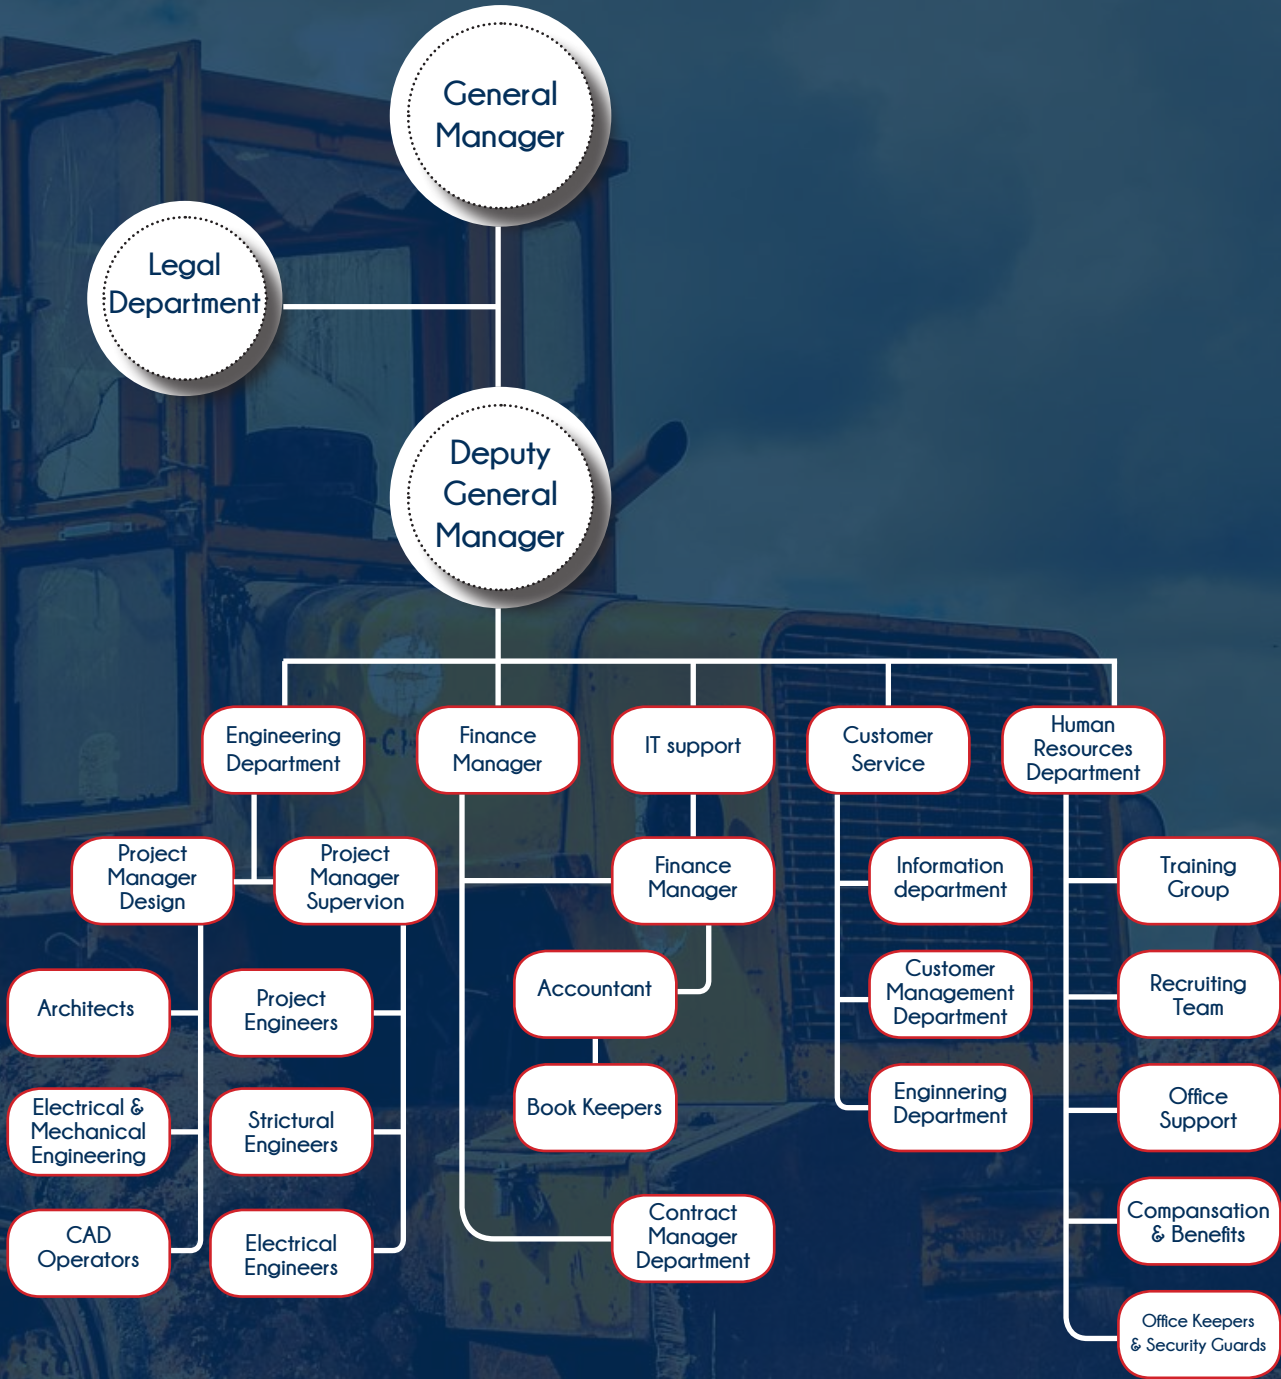 General
Manager
Legal
Department
Deputy
General
Manager
Engineering
Department
Finance
Manager
IT support
Customer
Service
Human
Resources
Department
Project
Manager
Design
Project
Manager
Supervion
Finance
Manager
Information
department
Training
Group
Architects
Project
Engineers
Accountant
Customer
Management
Department
Recruiting
Team
Electrical &
Mechanical
Engineering
Strictural
Engineers
Book Keepers
Enginnering
Department
Office
Support
CAD
Operators
Electrical
Engineers
Contract
Manager
Department
Compansation
& Benefits
Office Keepers
& Security Guards